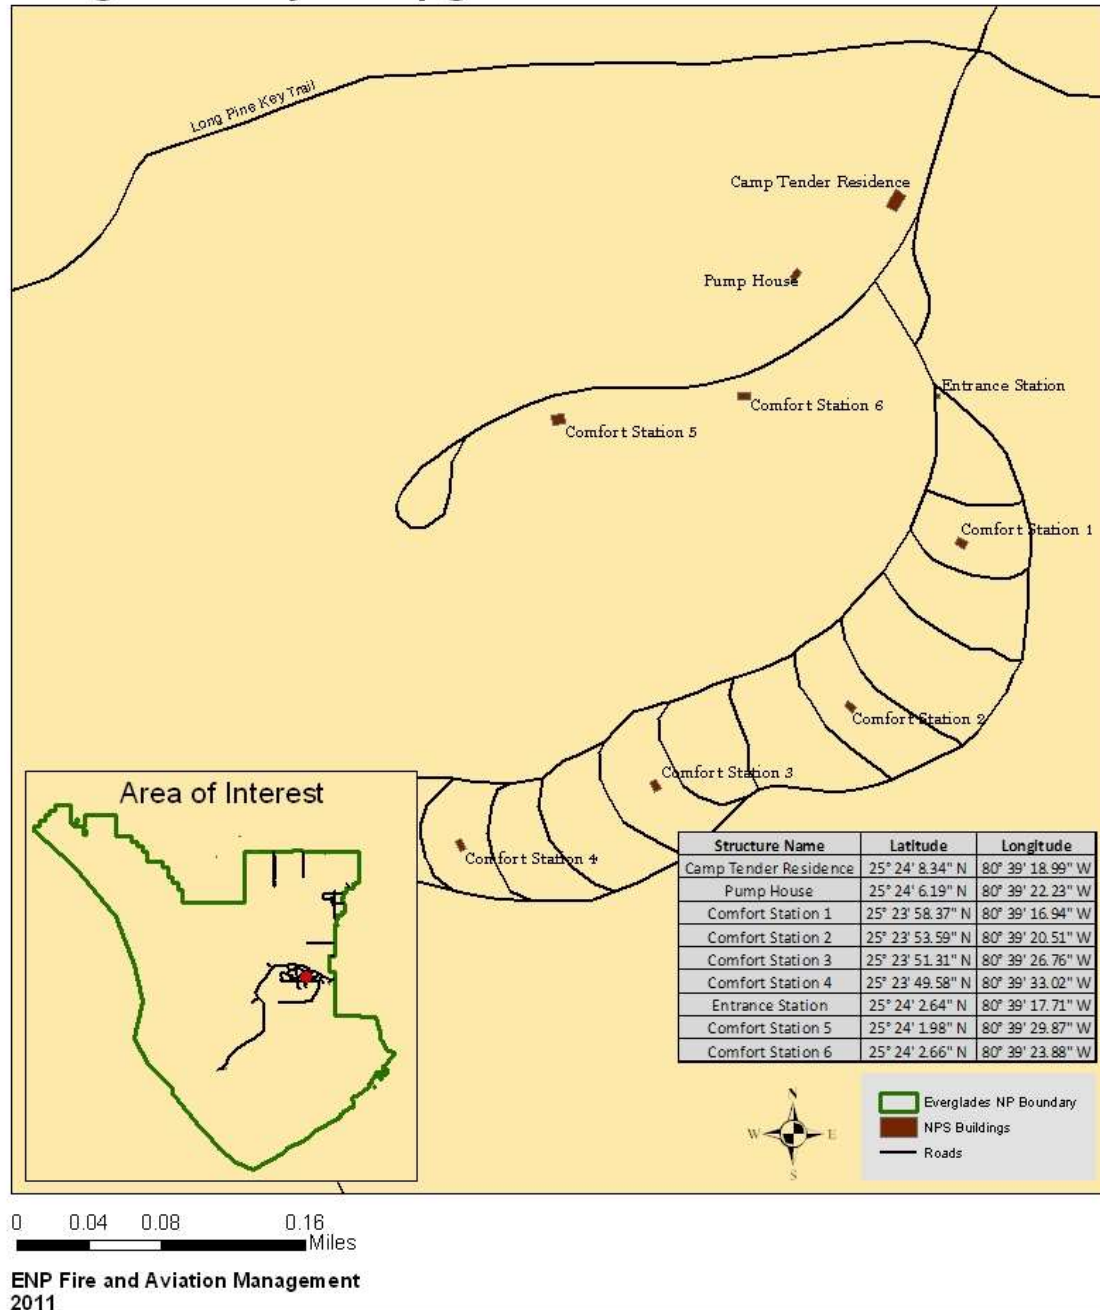 Long Pine Key Trail
Camp Tender Residence
Pump House
Entrance Station
Comfort Station 6
Comfort Station 5
Comfort Station 1
Comfort Station 2
Comfort Station 3
Comfort Station 4
Area of Interest
Structure Name Latitude Longitude
Camp Tender Residence 25° 24' 8.34" N 80° 39' 18.99" W
Pump House 25° 24' 6.19" N 80° 39' 22.23" W
Comfort Station 1 25° 23' 58.37" N 80° 39' 16.94" W
Comfort Station 2 25° 23' 53.59" N 80° 39' 20.51" W
Comfort Station 3 25° 23' 51.31" N 80° 39' 26.76" W
Comfort Station 4 25° 23' 49.58" N 80° 39' 33.02" W
Entrance Station 25° 24' 2.64" N 80° 39' 17.71" W
Comfort Station 5 25° 24' 1.98" N 80° 39' 29.87" W
Comfort Station 6 25° 24' 2.66" N 80° 39' 23.88" W
N
W E
S
Everglades NP Boundary
NPS Buildings
Roads
0 0.04 0.08 0.16
Miles
ENP Fire and Aviation Management
2011